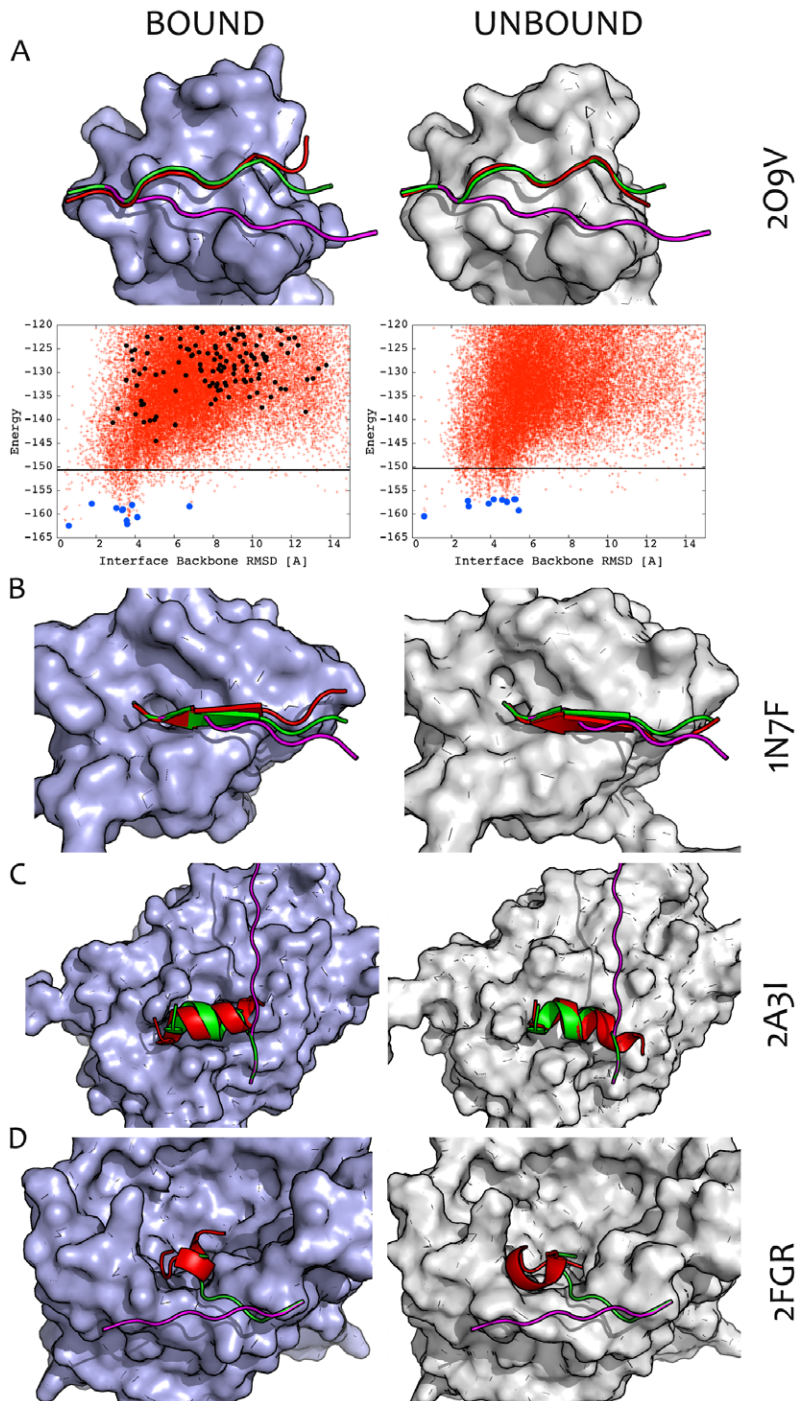 BOUND
UNBOUND
A
2O9V
-120
-125
-130
-135
-140
-145
-150
-155
-160
-165
Energy
0 2 4 6 8 10 12 14
Interface Backbone RMSD [A]
-120
-125
-130
-135
-140
-145
-150
-155
-160
-165
Energy
0 2 4 6 8 10 12 14
Interface Backbone RMSD [A]
B
1N7F
C
2A3I
D
2FGR